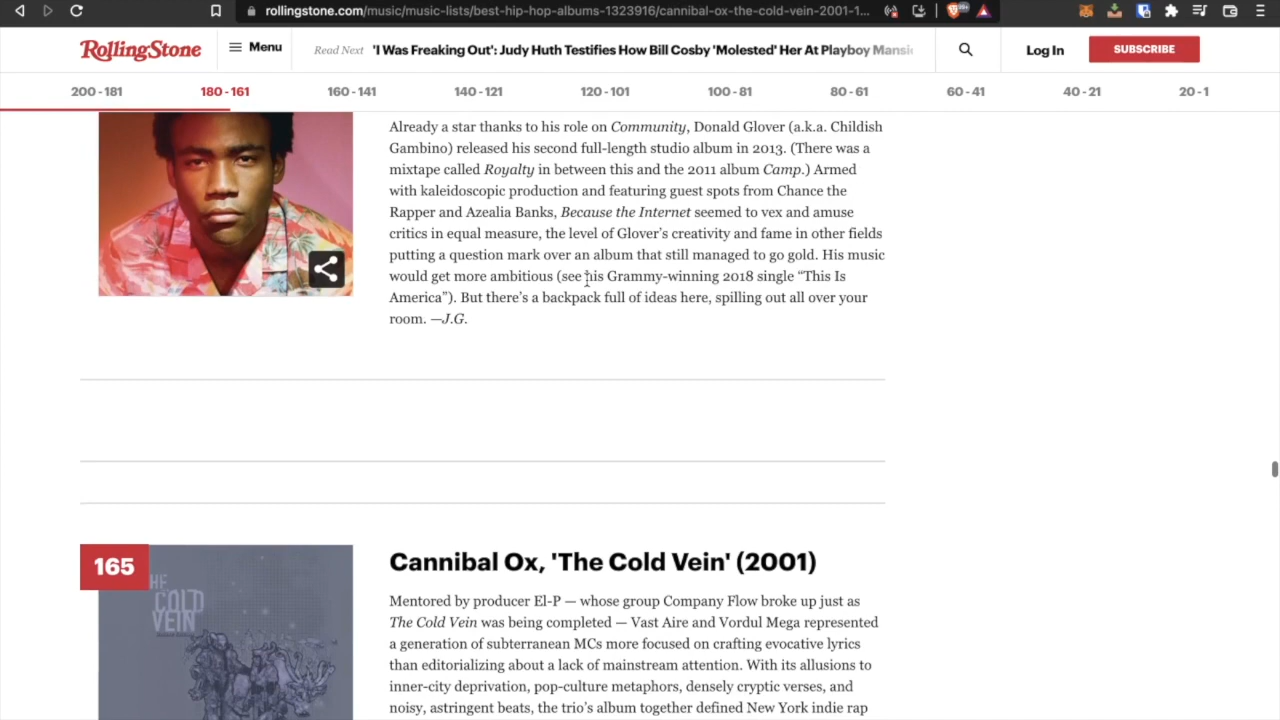 rollingstone.com/music/music-lists/best-hip-hop-albums-1323916/cannibal-ox-the-cold-vein-2001-1...
RollingStone
Menu
Read Next 'I Was Freaking Out': Judy Huth Testifies How Bill Cosby 'Molested' Her At Playboy Mansi
Log In
SUBSCRIBE
200 - 181
180 - 161
160 - 141
140 - 121
120 - 101
100 - 81
80 - 61
60 - 41
40 - 21
20 - 1
Already a star thanks to his role on Community, Donald Glover (a.k.a. Childish
Gambino) released his second full-length studio album in 2013. (There was a
mixtape called Royalty in between this and the 2011 album Camp.) Armed
with kaleidoscopic production and featuring guest spots from Chance the
Rapper and Azealia Banks, Because the Internet seemed to vex and amuse
critics in equal measure, the level of Glover's creativity and fame in other fields
putting a question mark over an album that still managed to go gold. His music
would get more ambitious (see his Grammy-winning 2018 single “This Is
America”). But there's a backpack full of ideas here, spilling out all over your
room. —J.G.
165
THE
COLD
VEIN
Cannibal Ox, 'The Cold Vein' (2001)
Mentored by producer El-P — whose group Company Flow broke up just as
The Cold Vein was being completed — Vast Aire and Vordul Mega represented
a generation of subterranean MCs more focused on crafting evocative lyrics
than editorializing about a lack of mainstream attention. With its allusions to
inner-city deprivation, pop-culture metaphors, densely cryptic verses, and
noisy, astringent beats, the trio's album together defined New York indie rap